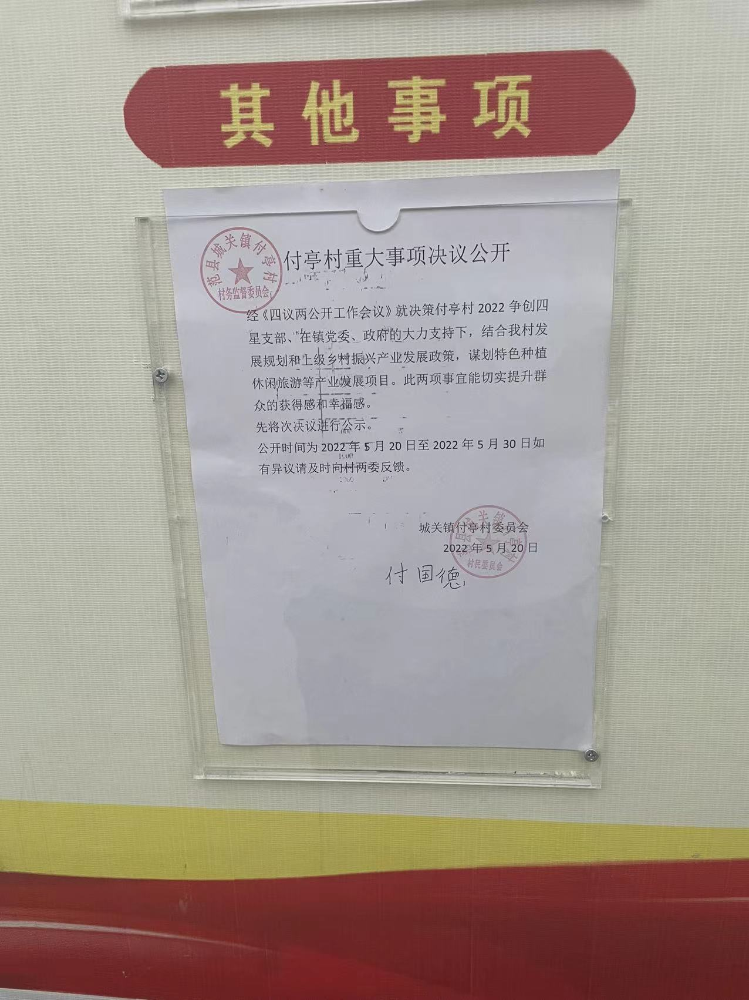 其他事项
范县城关镇付亭村
村务监督委员会
付亭村重大事项决议公开
经《四议两公开工作会议》就决策付亭村 2022 争创四
星支部、在镇党委、政府的大力支持下，结合我村发
展规划和上级乡村振兴产业发展政策，谋划特色种植
休闲旅游等产业发展项目。此两项事宜能切实提升群
众的获得感和幸福感。
先将次决议进行公示。
公开时间为 2022 年 5 月 20 日至 2022 年 5 月 30 日如
有异议请及时向村两委反馈。
城关镇付亭村委员会
2022 年 5 月 20 日
村民委员会
付国德